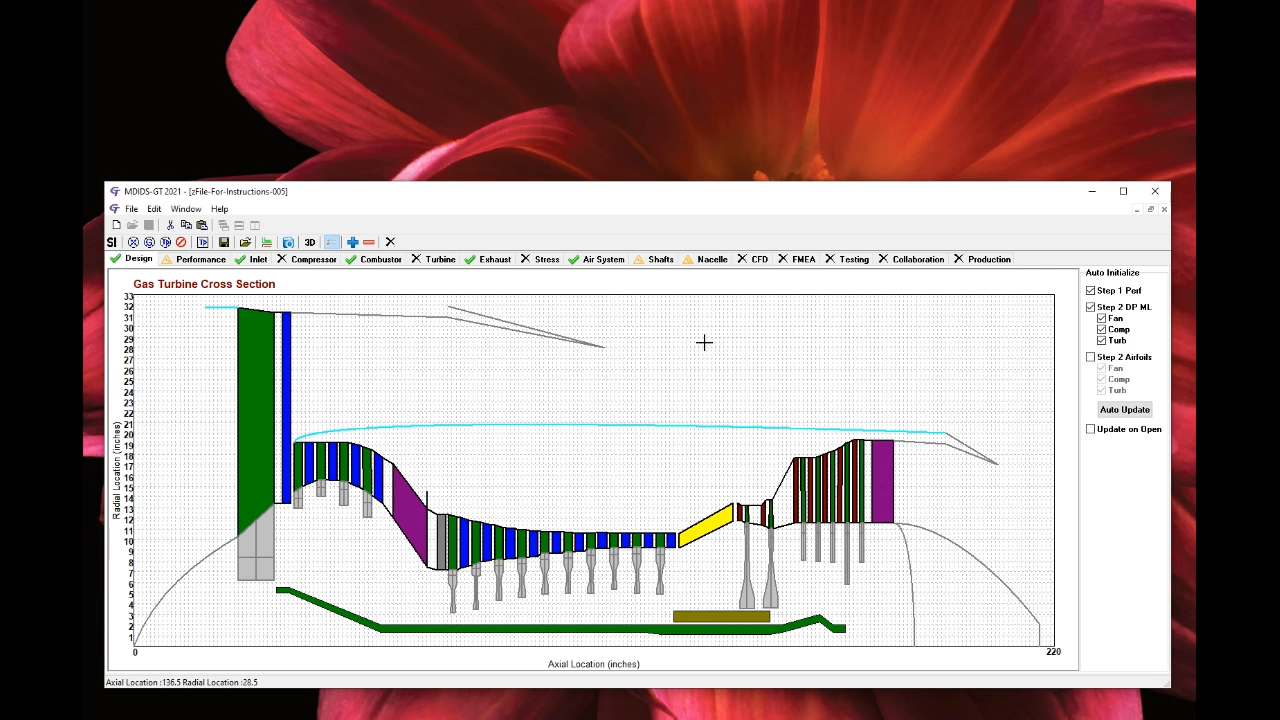 MDIDS-GT 2021 - [zFile-For-Instructions-005]
File Edit Window Help
SI TP TP 3D
Design Performance Inlet Compressor Combustor Turbine Exhaust Stress Air System Shafts Nacelle CFD FMEA Testing Collaboration Production
Gas Turbine Cross Section
33
32
31
30
29
28
27
26
25
24
23
22
21
20
19
18
17
16
15
14
13
12
11
10
9
8
7
6
5
4
3
2
1
Radial Location (inches)
0 220
Axial Location (inches)
Auto Initialize
Step 1 Perf
Step 2 DP ML
Fan
Comp
Turb
Step 2 Airfoils
Fan
Comp
Turb
Auto Update
Update on Open
Axial Location :136.5 Radial Location :28.5